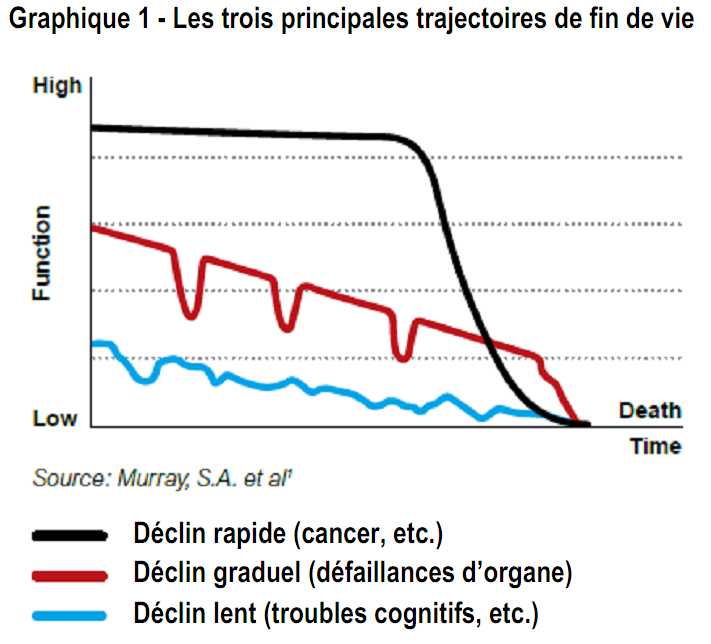 Graphique 1 - Les trois principales trajectoires de fin de vie
High
Function
Low
Death
Time
Source: Murray, S.A. et al¹
Déclin rapide (cancer, etc.)
Déclin graduel (défaillances d’organe)
Déclin lent (troubles cognitifs, etc.)